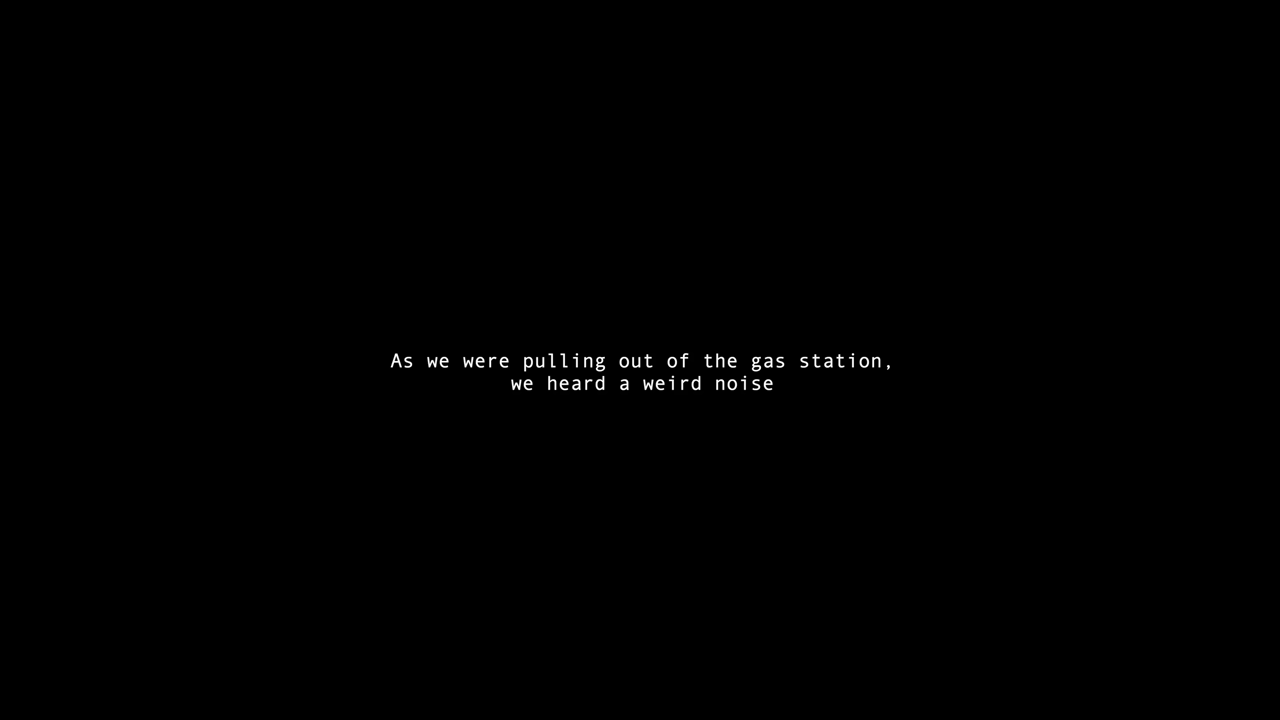 As we were pulling out of the gas station,
we heard a weird noise